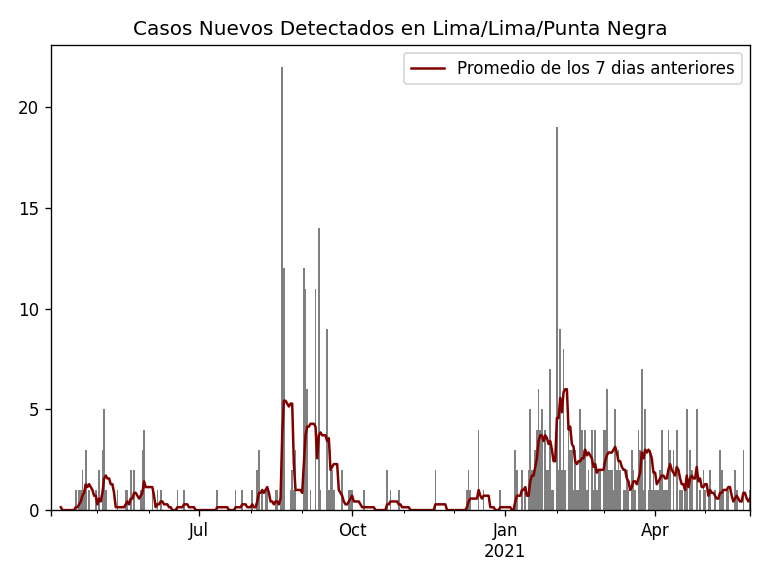 Casos Nuevos Detectados en Lima/Lima/Punta Negra
Promedio de los 7 dias anteriores
20
15
10
5
0
Jul
Oct
Jan
2021
Apr